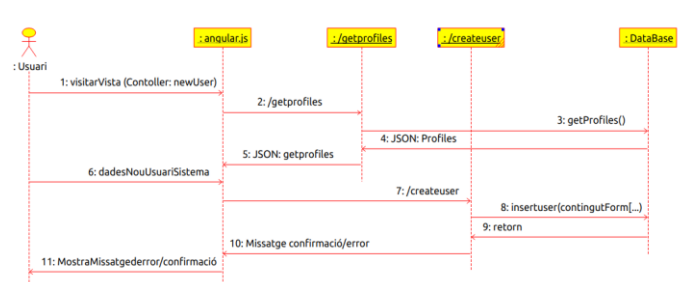 : angular.js
: /getprofiles
: /createuser
: DataBase
: Usuari
1: visitarVista (Contoller: newUser)
2: /getprofiles
3: getProfiles()
4: JSON: Profiles
5: JSON: getprofiles
6: dadesNouUsuariSistema
7: /createuser
8: insertuser(contingutForm[...)
9: retorn
10: Missatge confirmació/error
11: MostraMissatgederror/confirmació